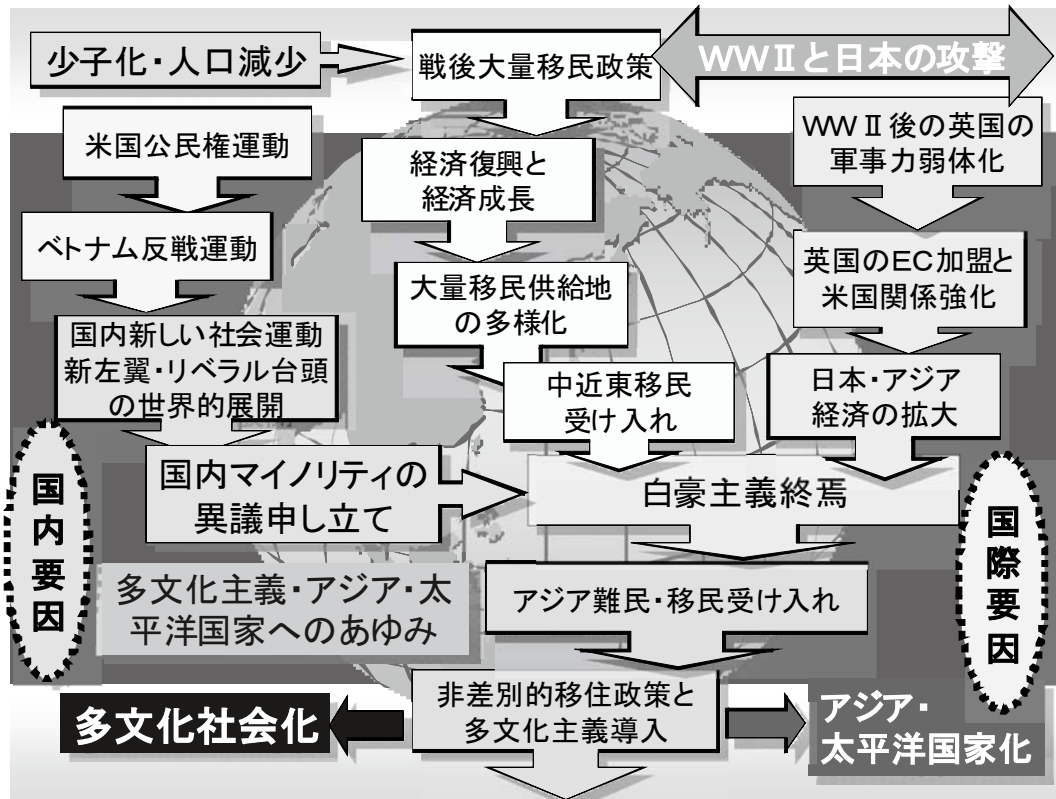 少子化・人口減少
戦後大量移民政策
WWⅡと日本の攻撃
米国公民権運動
経済復興と
経済成長
WWⅡ後の英国の
軍事力弱体化
ベトナム反戦運動
大量移民供給地
の多様化
英国のEC加盟と
米国関係強化
国内新しい社会運動
新左翼・リベラル台頭
の世界的展開
中近東移民
受け入れ
日本・アジア
経済の拡大
国内マイノリティの
異議申し立て
白豪主義終焉
国内要因
国際要因
多文化主義・アジア・太
平洋国家へのあゆみ
アジア難民・移民受け入れ
非差別的移住政策と
多文化主義導入
多文化社会化
アジア・
太平洋国家化